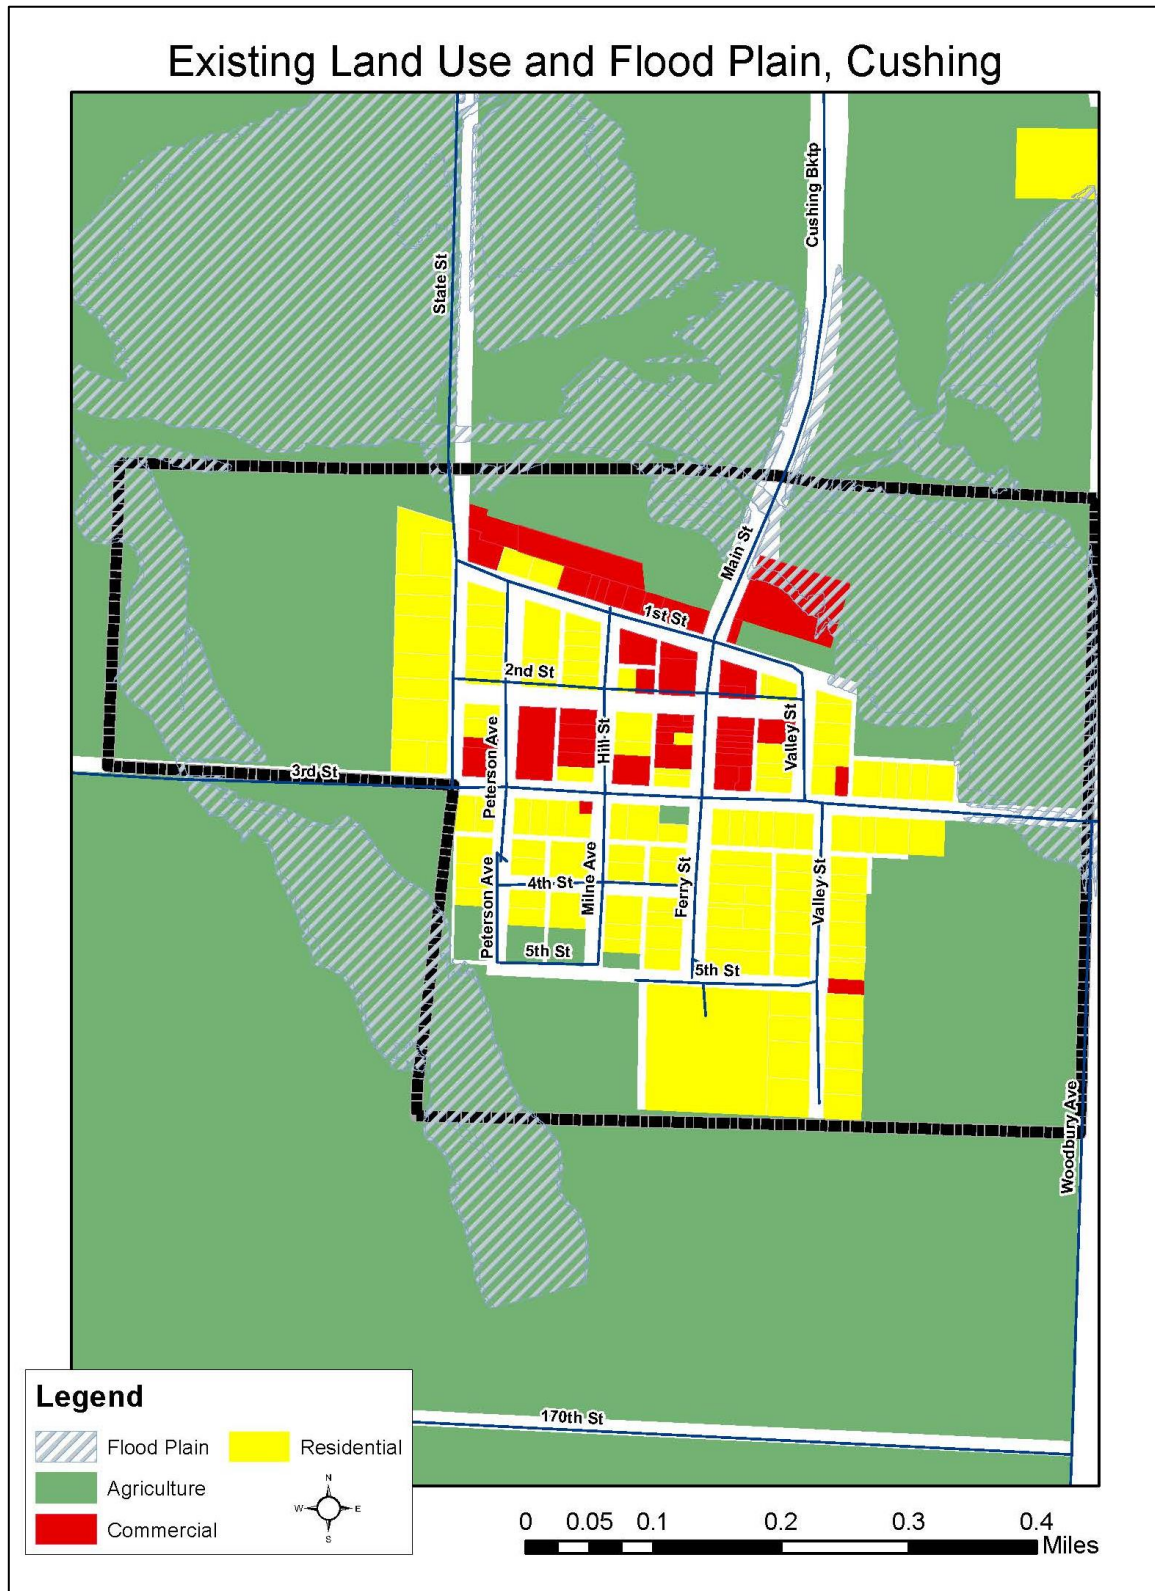 Existing Land Use and Flood Plain, Cushing
Cushing Bktp
State St
Main St
1st St
2nd St
Peterson Ave
Hill St
Valley St
3rd St
Peterson Ave
4th St
Milne Ave
Ferry St
Valley St
5th St
5th St
Woodbury Ave
170th St
Legend
Flood Plain
Residential
Agriculture
Commercial
N
W E
S
0 0.05 0.1 0.2 0.3 0.4
Miles